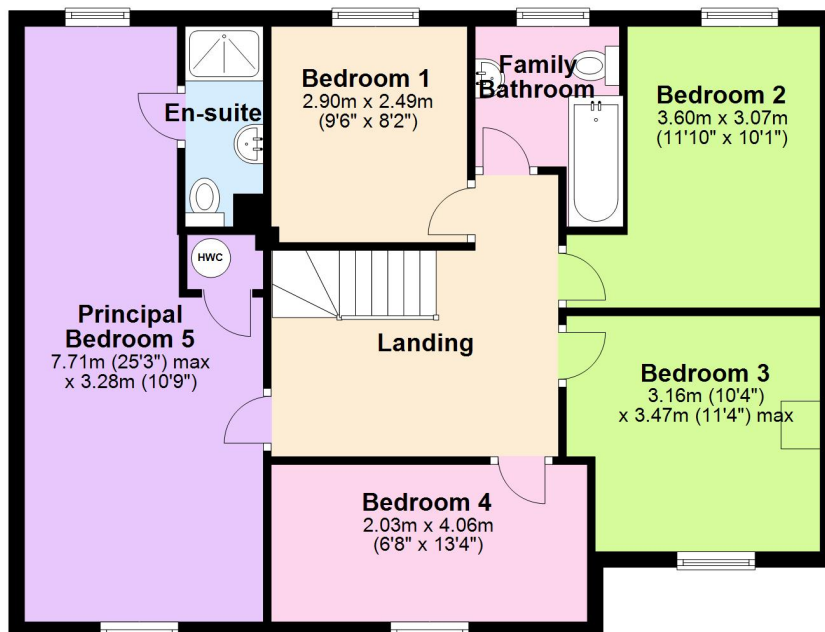 En-suite
Bedroom 1
2.90m x 2.49m
(9'6" x 8'2")
Family
Bathroom
Bedroom 2
3.60m x 3.07m
(11'10" x 10'1")
HWC
Principal
Bedroom 5
7.71m (25'3") max
x 3.28m (10'9")
Landing
Bedroom 3
3.16m (10'4")
x 3.47m (11'4") max
Bedroom 4
2.03m x 4.06m
(6'8" x 13'4")